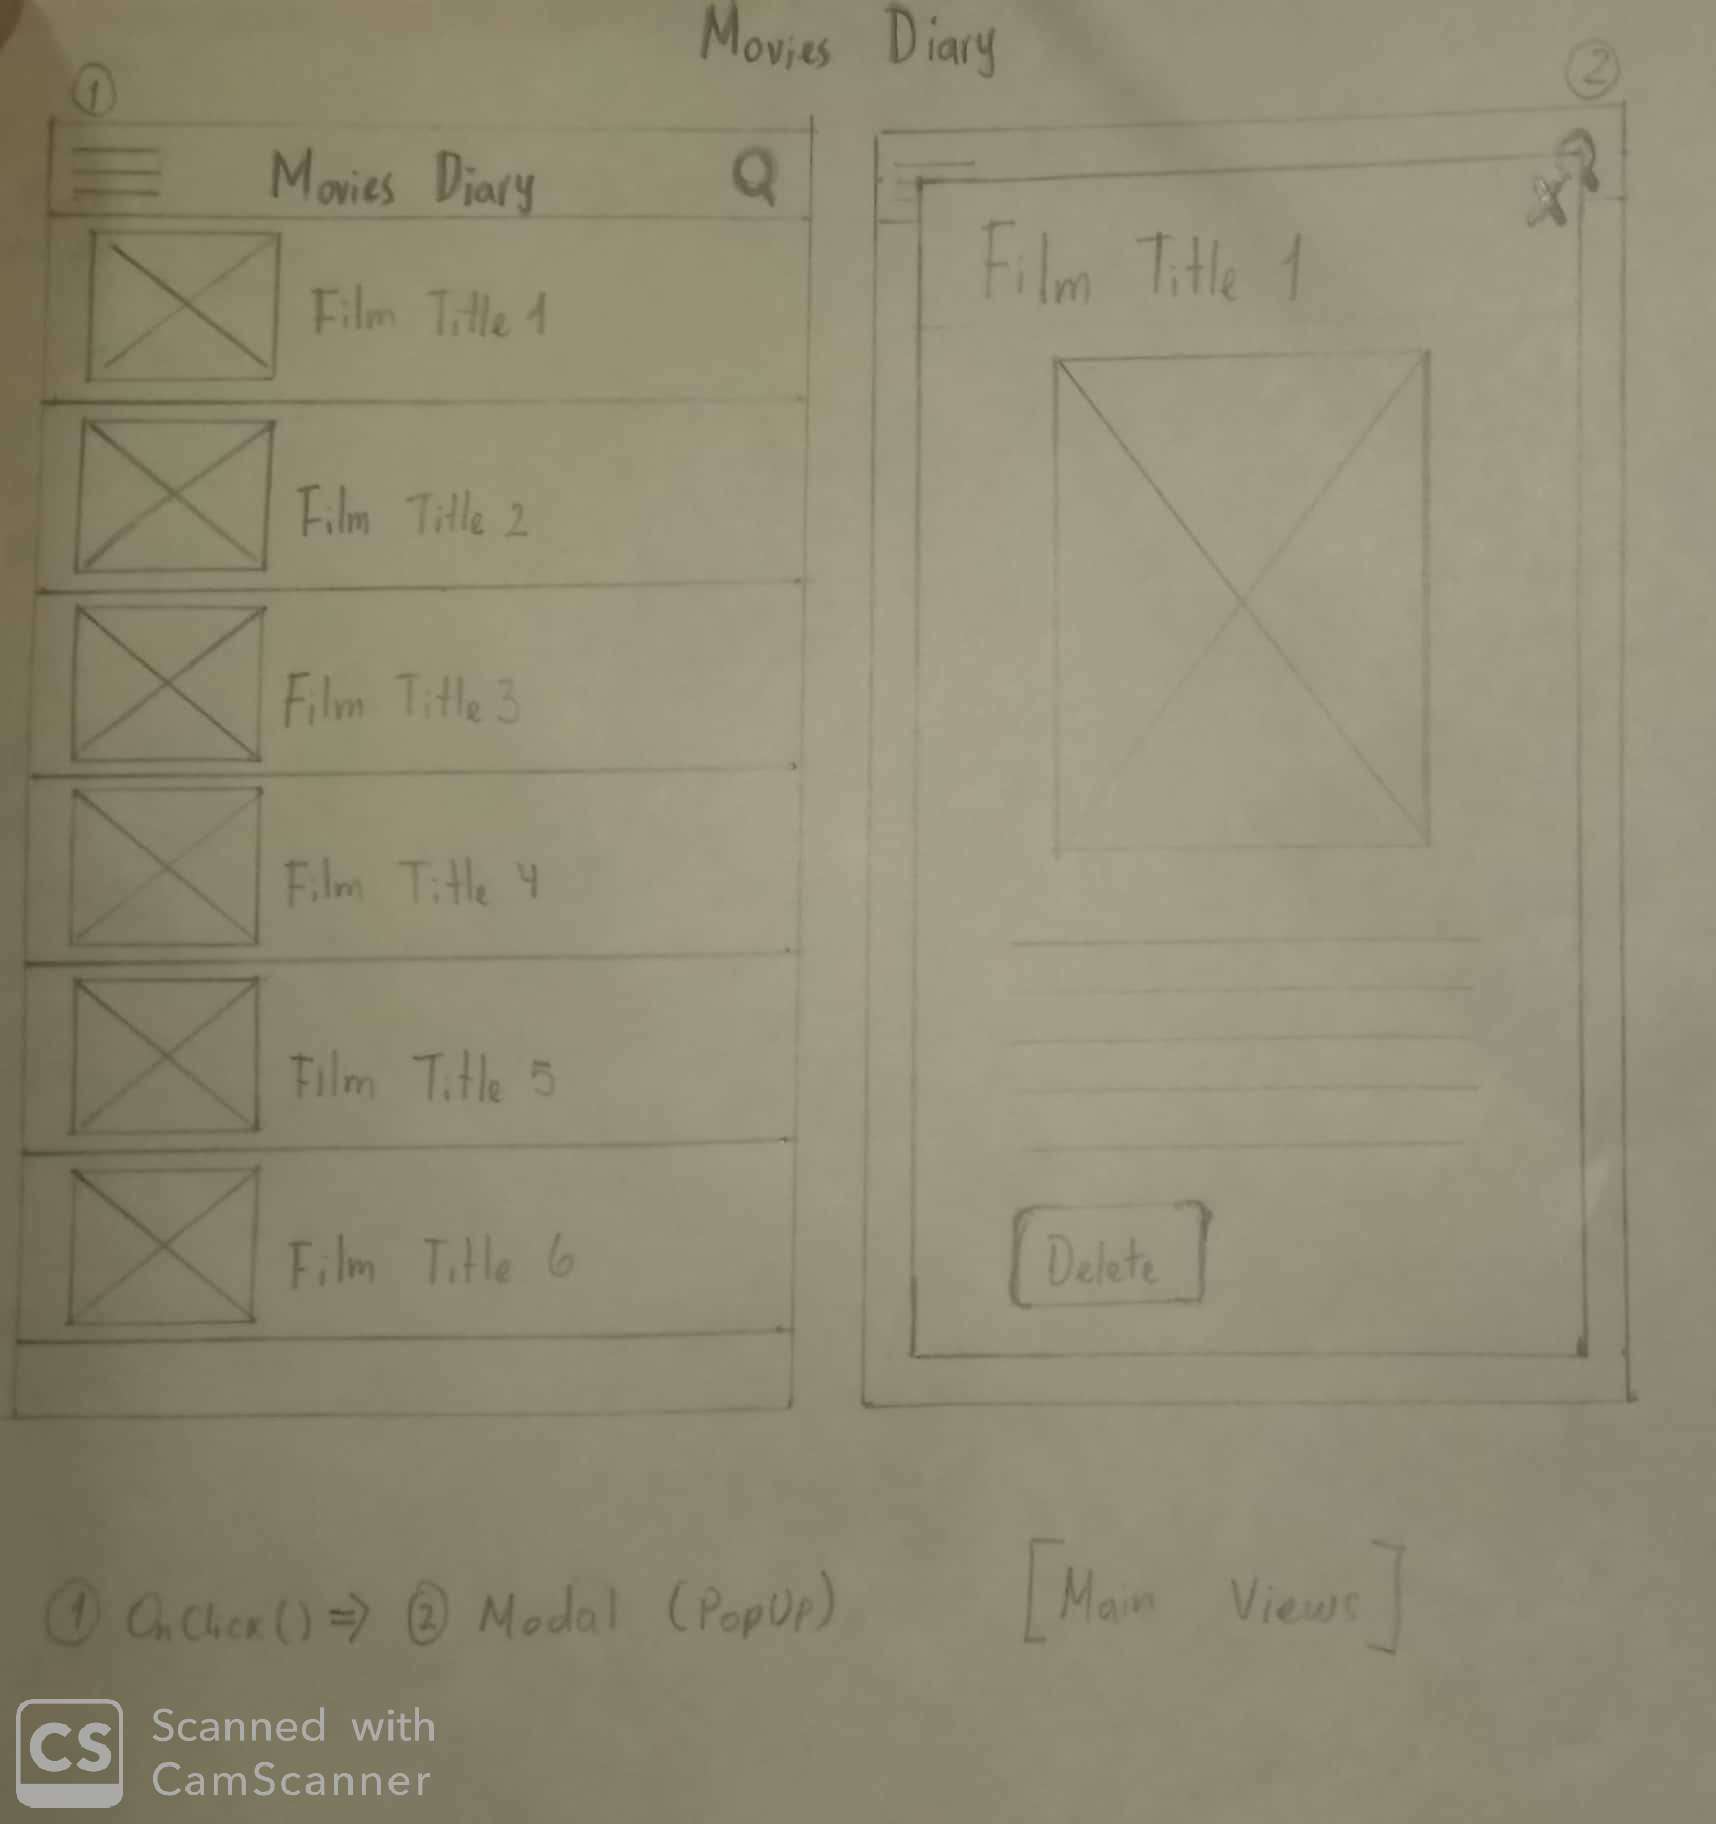 Movies Diary
1
2
Movies Diary
Film Title 1
Film Title 2
Film Title 3
Film Title 4
Film Title 5
Film Title 6
X
Film Title 1
Delete
1 OnClick() => 2 Modal (PopUp)
[Main Views]
CS Scanned with
CamScanner